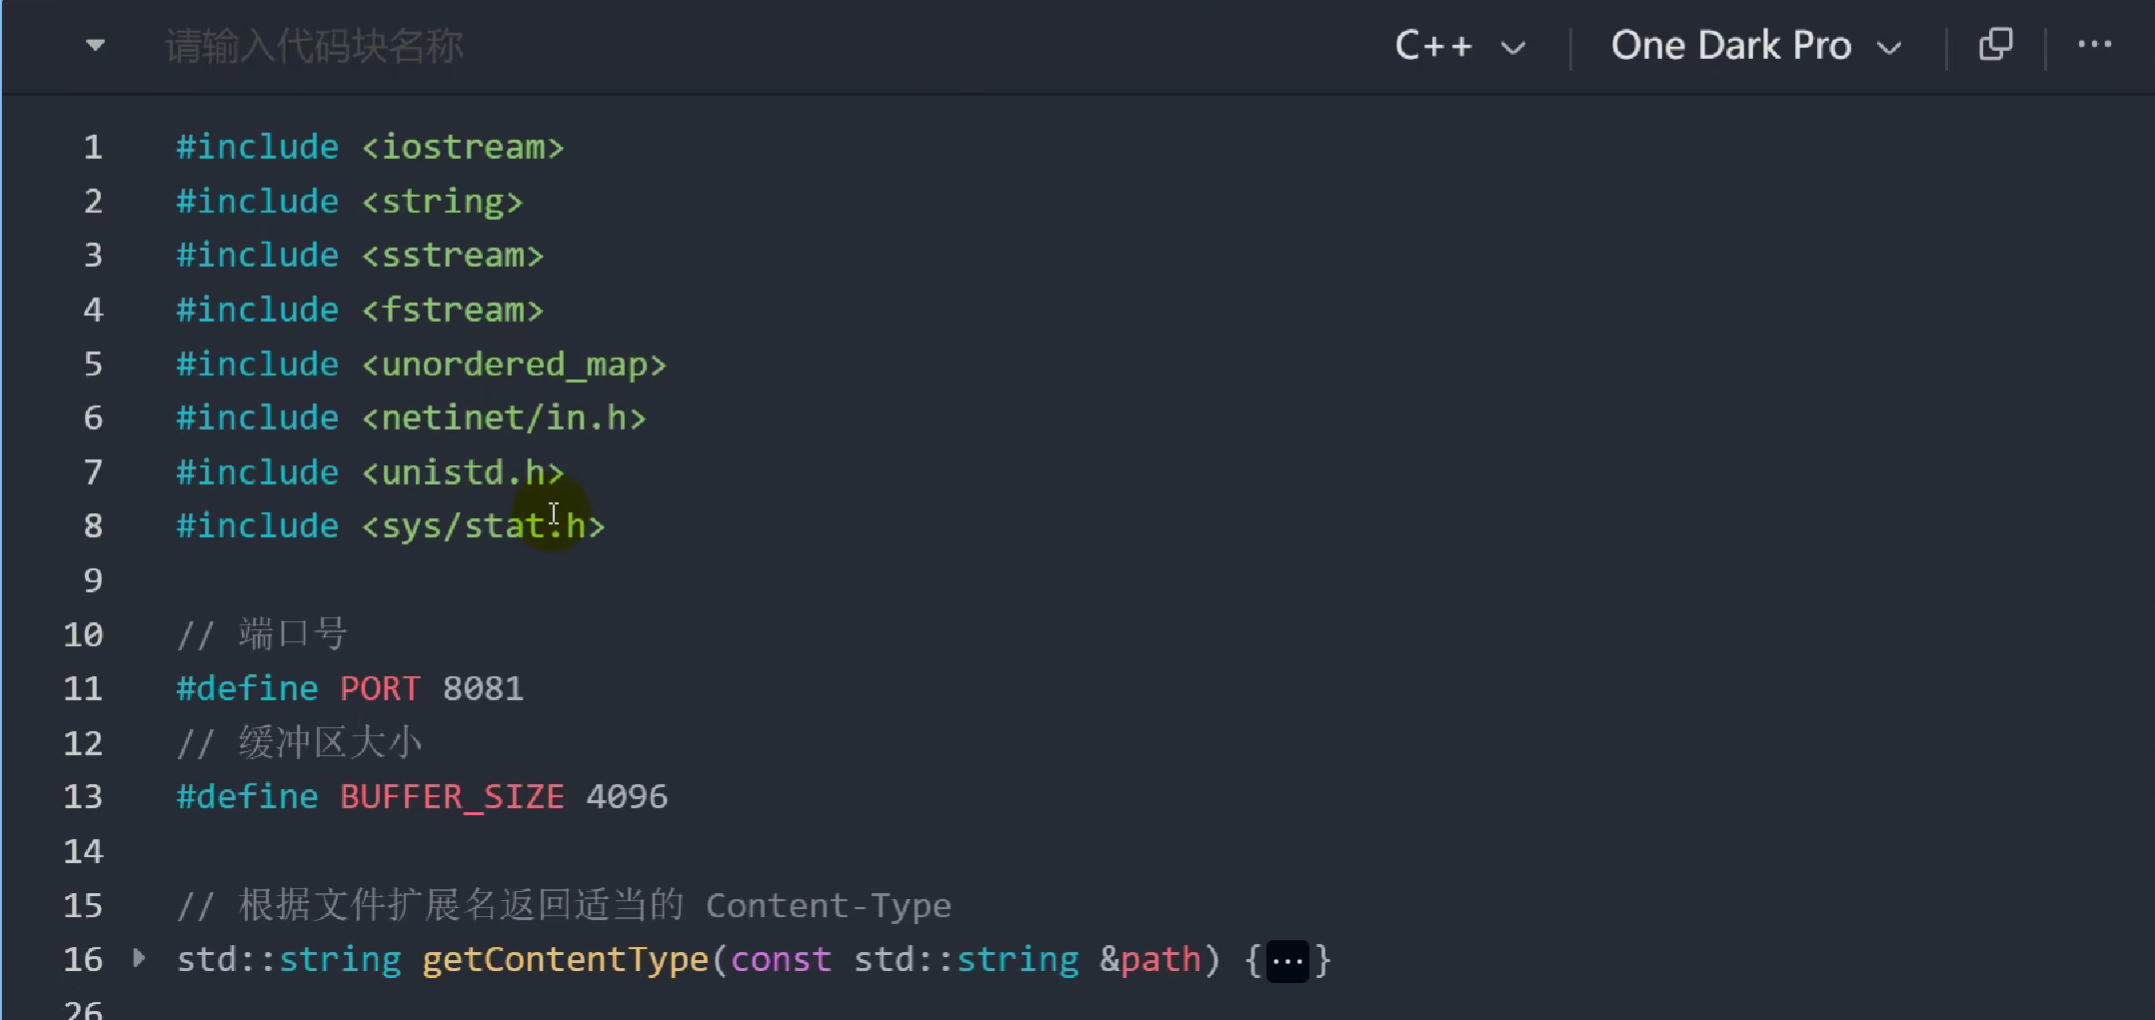 请输入代码块名称 C++ One Dark Pro ...
1 #include <iostream>
2 #include <string>
3 #include <sstream>
4 #include <fstream>
5 #include <unordered_map>
6 #include <netinet/in.h>
7 #include <unistd.h>
8 #include <sys/stat.h>
9
10 // 端口号
11 #define PORT 8081
12 // 缓冲区大小
13 #define BUFFER_SIZE 4096
14
15 // 根据文件扩展名返回适当的 Content-Type
16 std::string getContentType(const std::string &path) {...}
26